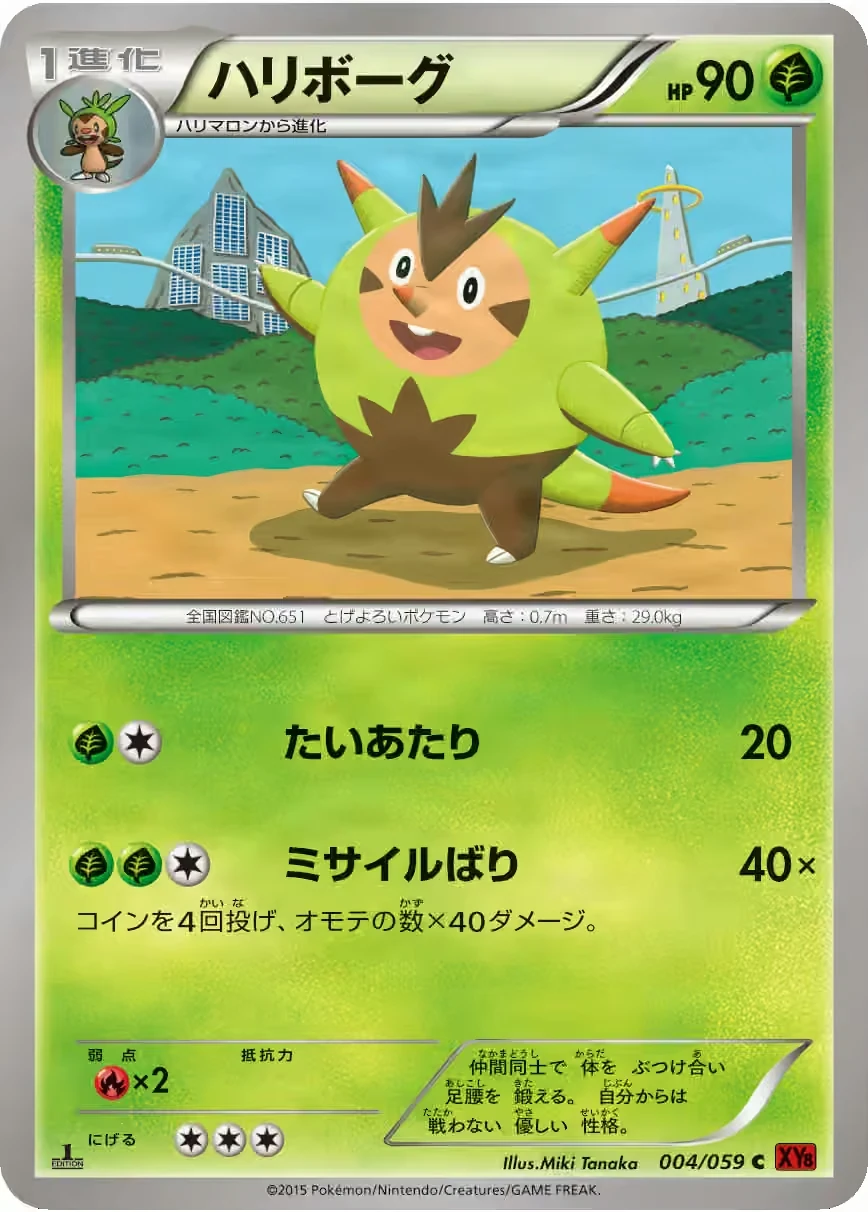 1進化
ハリボーグ
HP90
ハリマロンから進化
全国図鑑NO.651 とげよろいポケモン 高さ:0.7m 重さ:29.0kg
たいあたり 20
ミサイルばり 40×
コインを4回投げ、オモテの数×40ダメージ。
弱点 抵抗力
×2
にげる
仲間同士で 体を ぶつけ合い
足腰を 鍛える。 自分からは
戦わない 優しい 性格。
1 EDITION
Illus.Miki Tanaka 004/059 C XY8
©2015 Pokémon/Nintendo/Creatures/GAME FREAK.